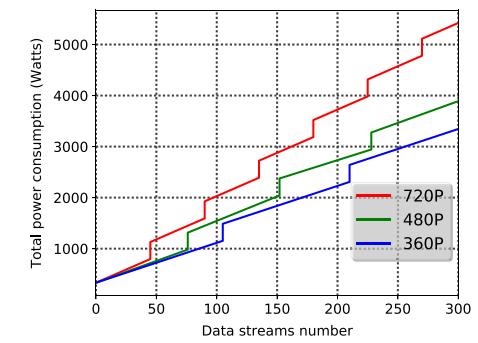 Total power consumption (Watts)
5000
4000
3000
2000
1000
720P
480P
360P
0 50 100 150 200 250 300
Data streams number